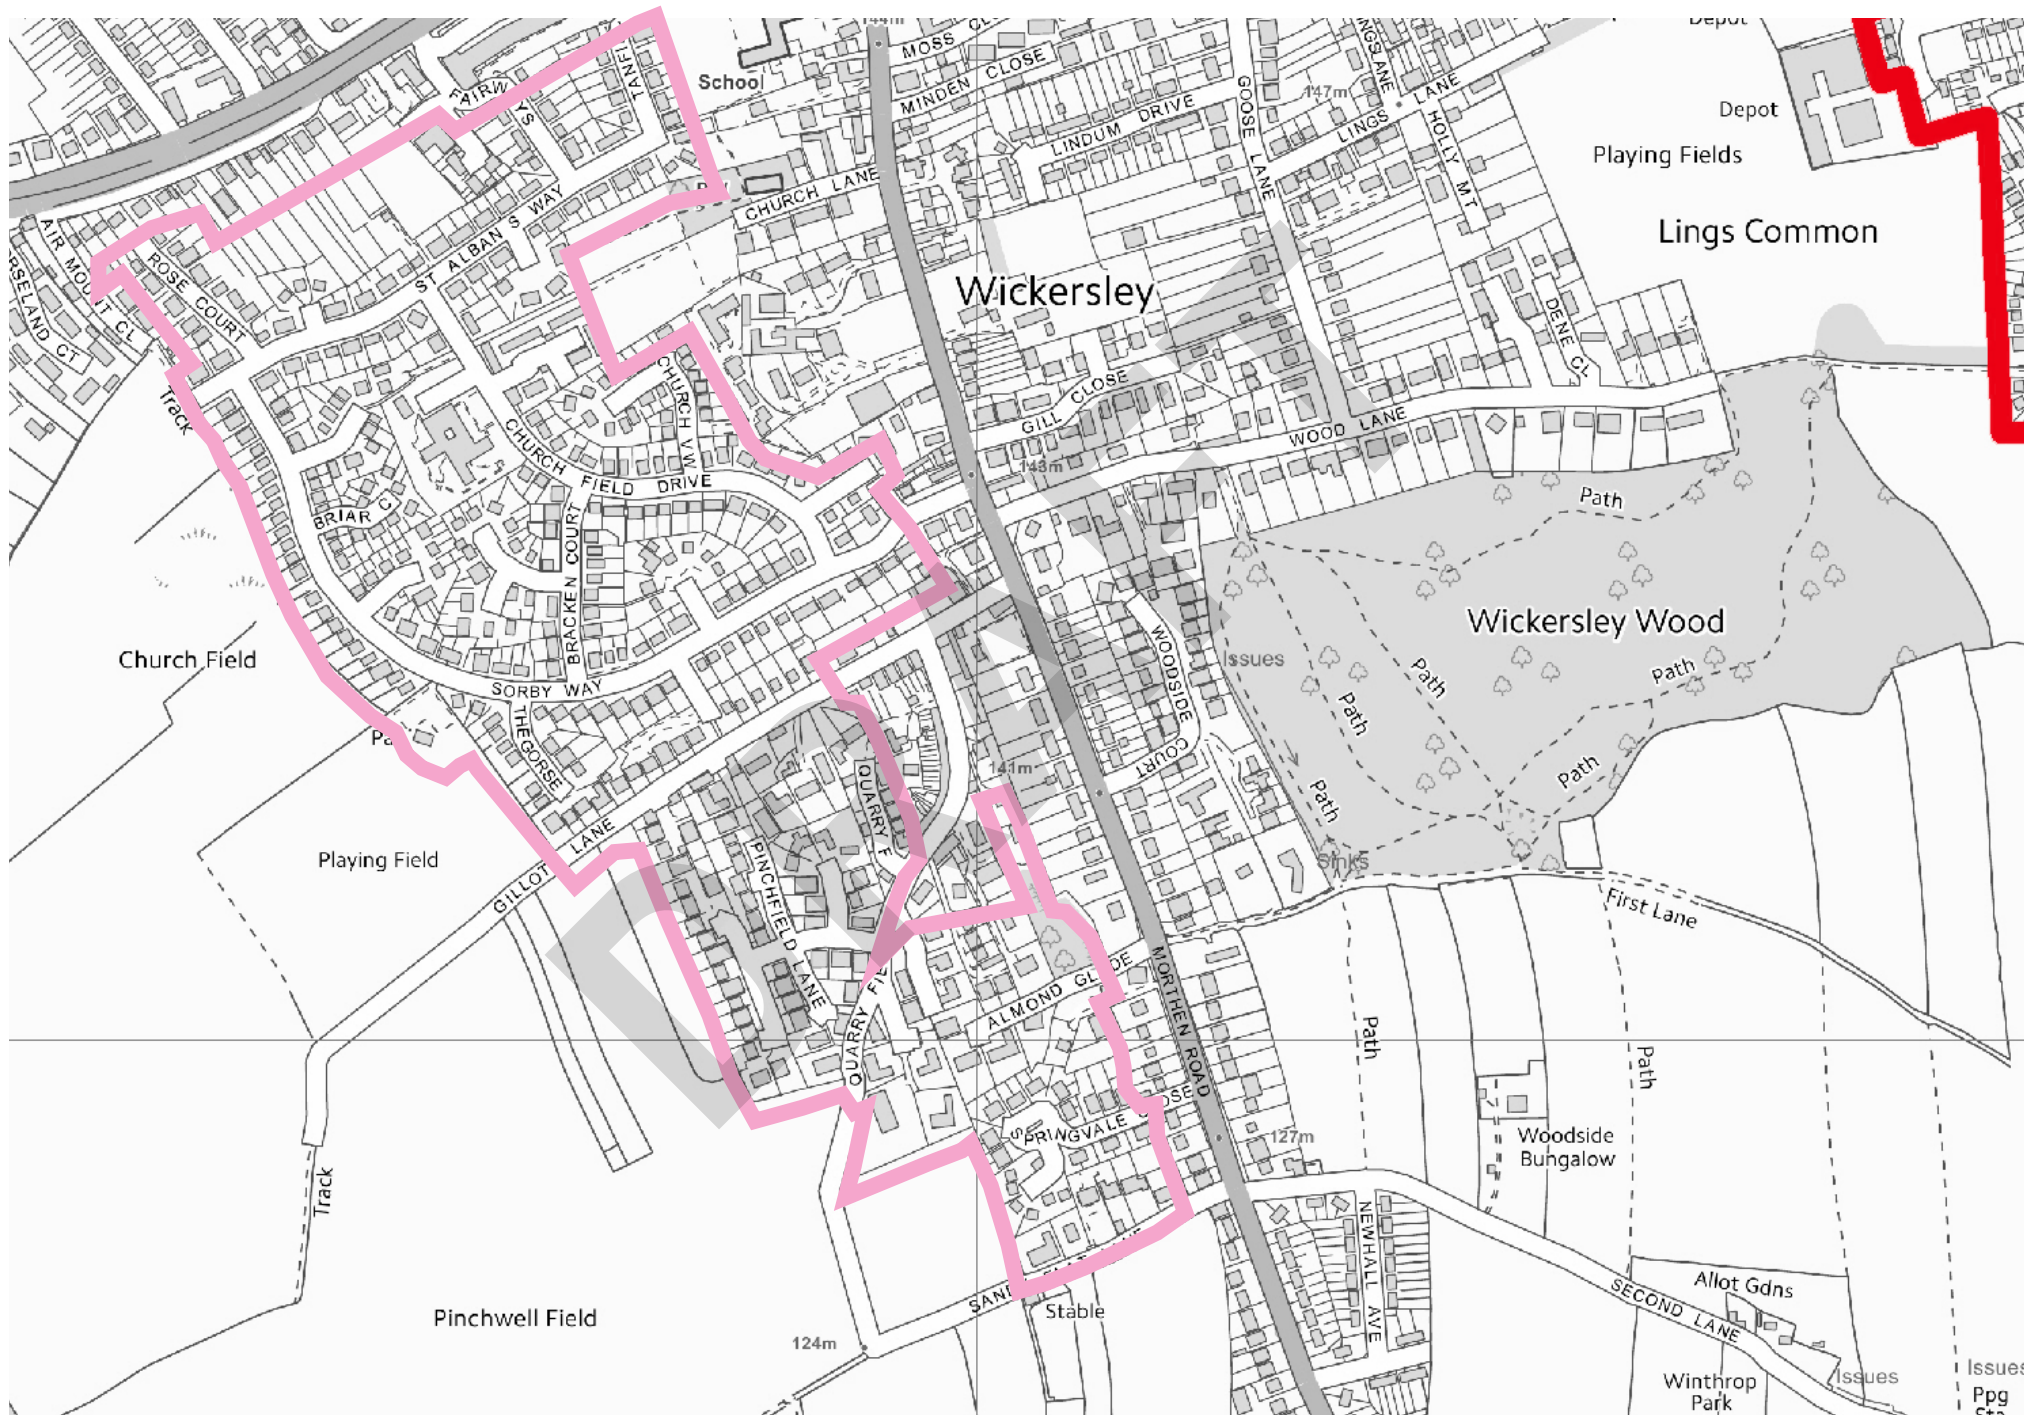 144m
Depot
School
MOSS
MINDEN CLOSE
FAIRWAYS
GOOSE LANE
147m
LINGS LANE
LINDUM DRIVE
HOLLY MT
Depot
Playing Fields
CHURCH LANE
Lings Common
ST ALBANS WAY
ROSE COURT
MOUNT CL
Wickersley
DENE CL
Track
CHURCH VW
GILL CLOSE
WOOD LANE
CHURCH FIELD DRIVE
143m
BRIAR
BRACKEN COURT
Path
Wickersley Wood
Church Field
SORBY WAY
THE GORSE
WOODSIDE COURT
Issues
Path
Path
Path
141m
QUARRY F
PINCHFIELD LANE
Path
Path
Playing Field
GILLOT LANE
Sinks
First Lane
ALMOND GL DE
MORTHEN ROAD
QUARRY FIE
Path
Path
SPRINGVALE
127m
Woodside
Bungalow
Track
NEWHALL AVE
Pinchwell Field
SAND
Stable
124m
SECOND LANE
Allot Gdns
Winthrop
Park
Issues
Issues
Ppg
DRAFT